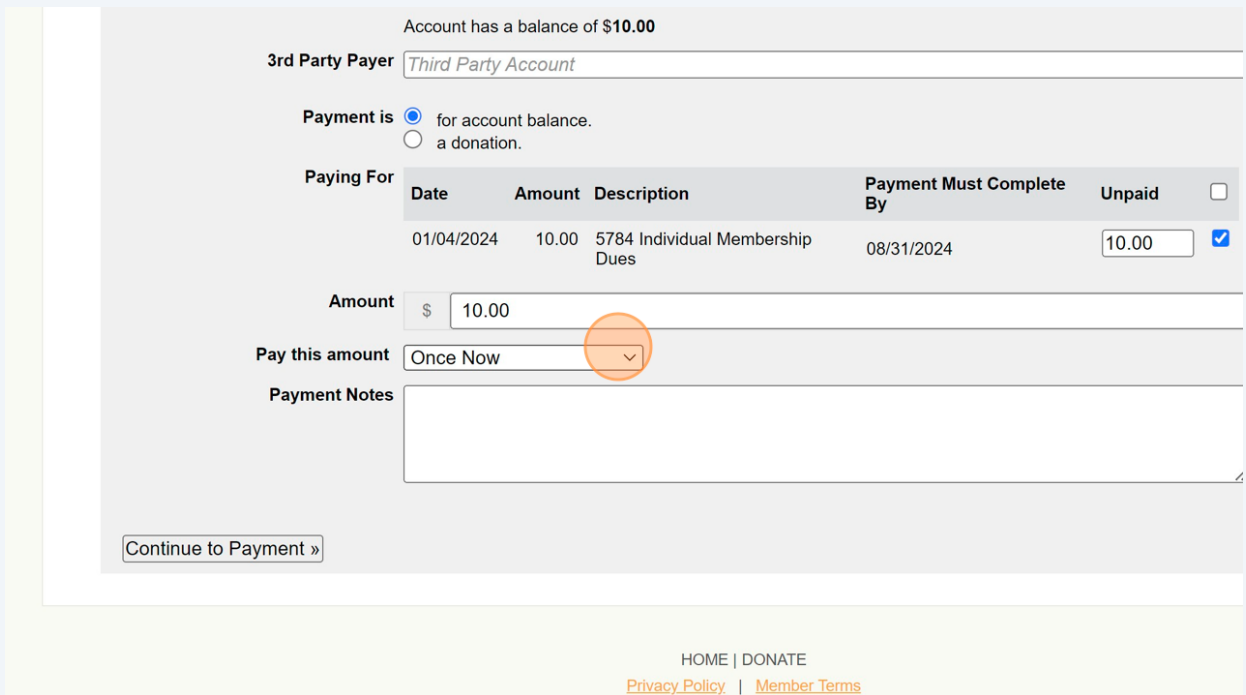 Account has a balance of $10.00
3rd Party Payer Third Party Account
Payment is for account balance.
a donation.
Paying For
Date Amount Description Payment Must Complete By Unpaid
01/04/2024 10.00 5784 Individual Membership Dues 08/31/2024 10.00
Amount $ 10.00
Pay this amount Once Now
Payment Notes
Continue to Payment »
HOME | DONATE
Privacy Policy | Member Terms